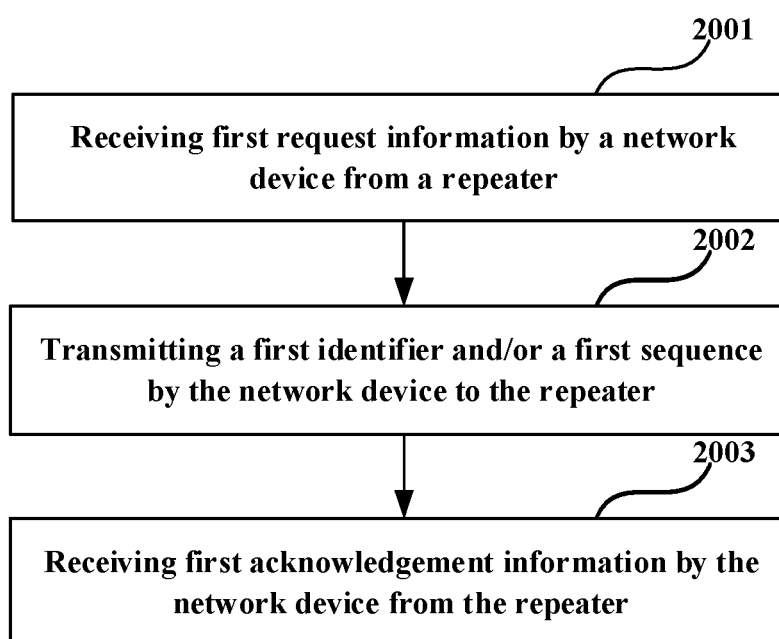 2001
Receiving first request information by a network
device from a repeater
2002
Transmitting a first identifier and/or a first sequence
by the network device to the repeater
2003
Receiving first acknowledgement information by the
network device from the repeater